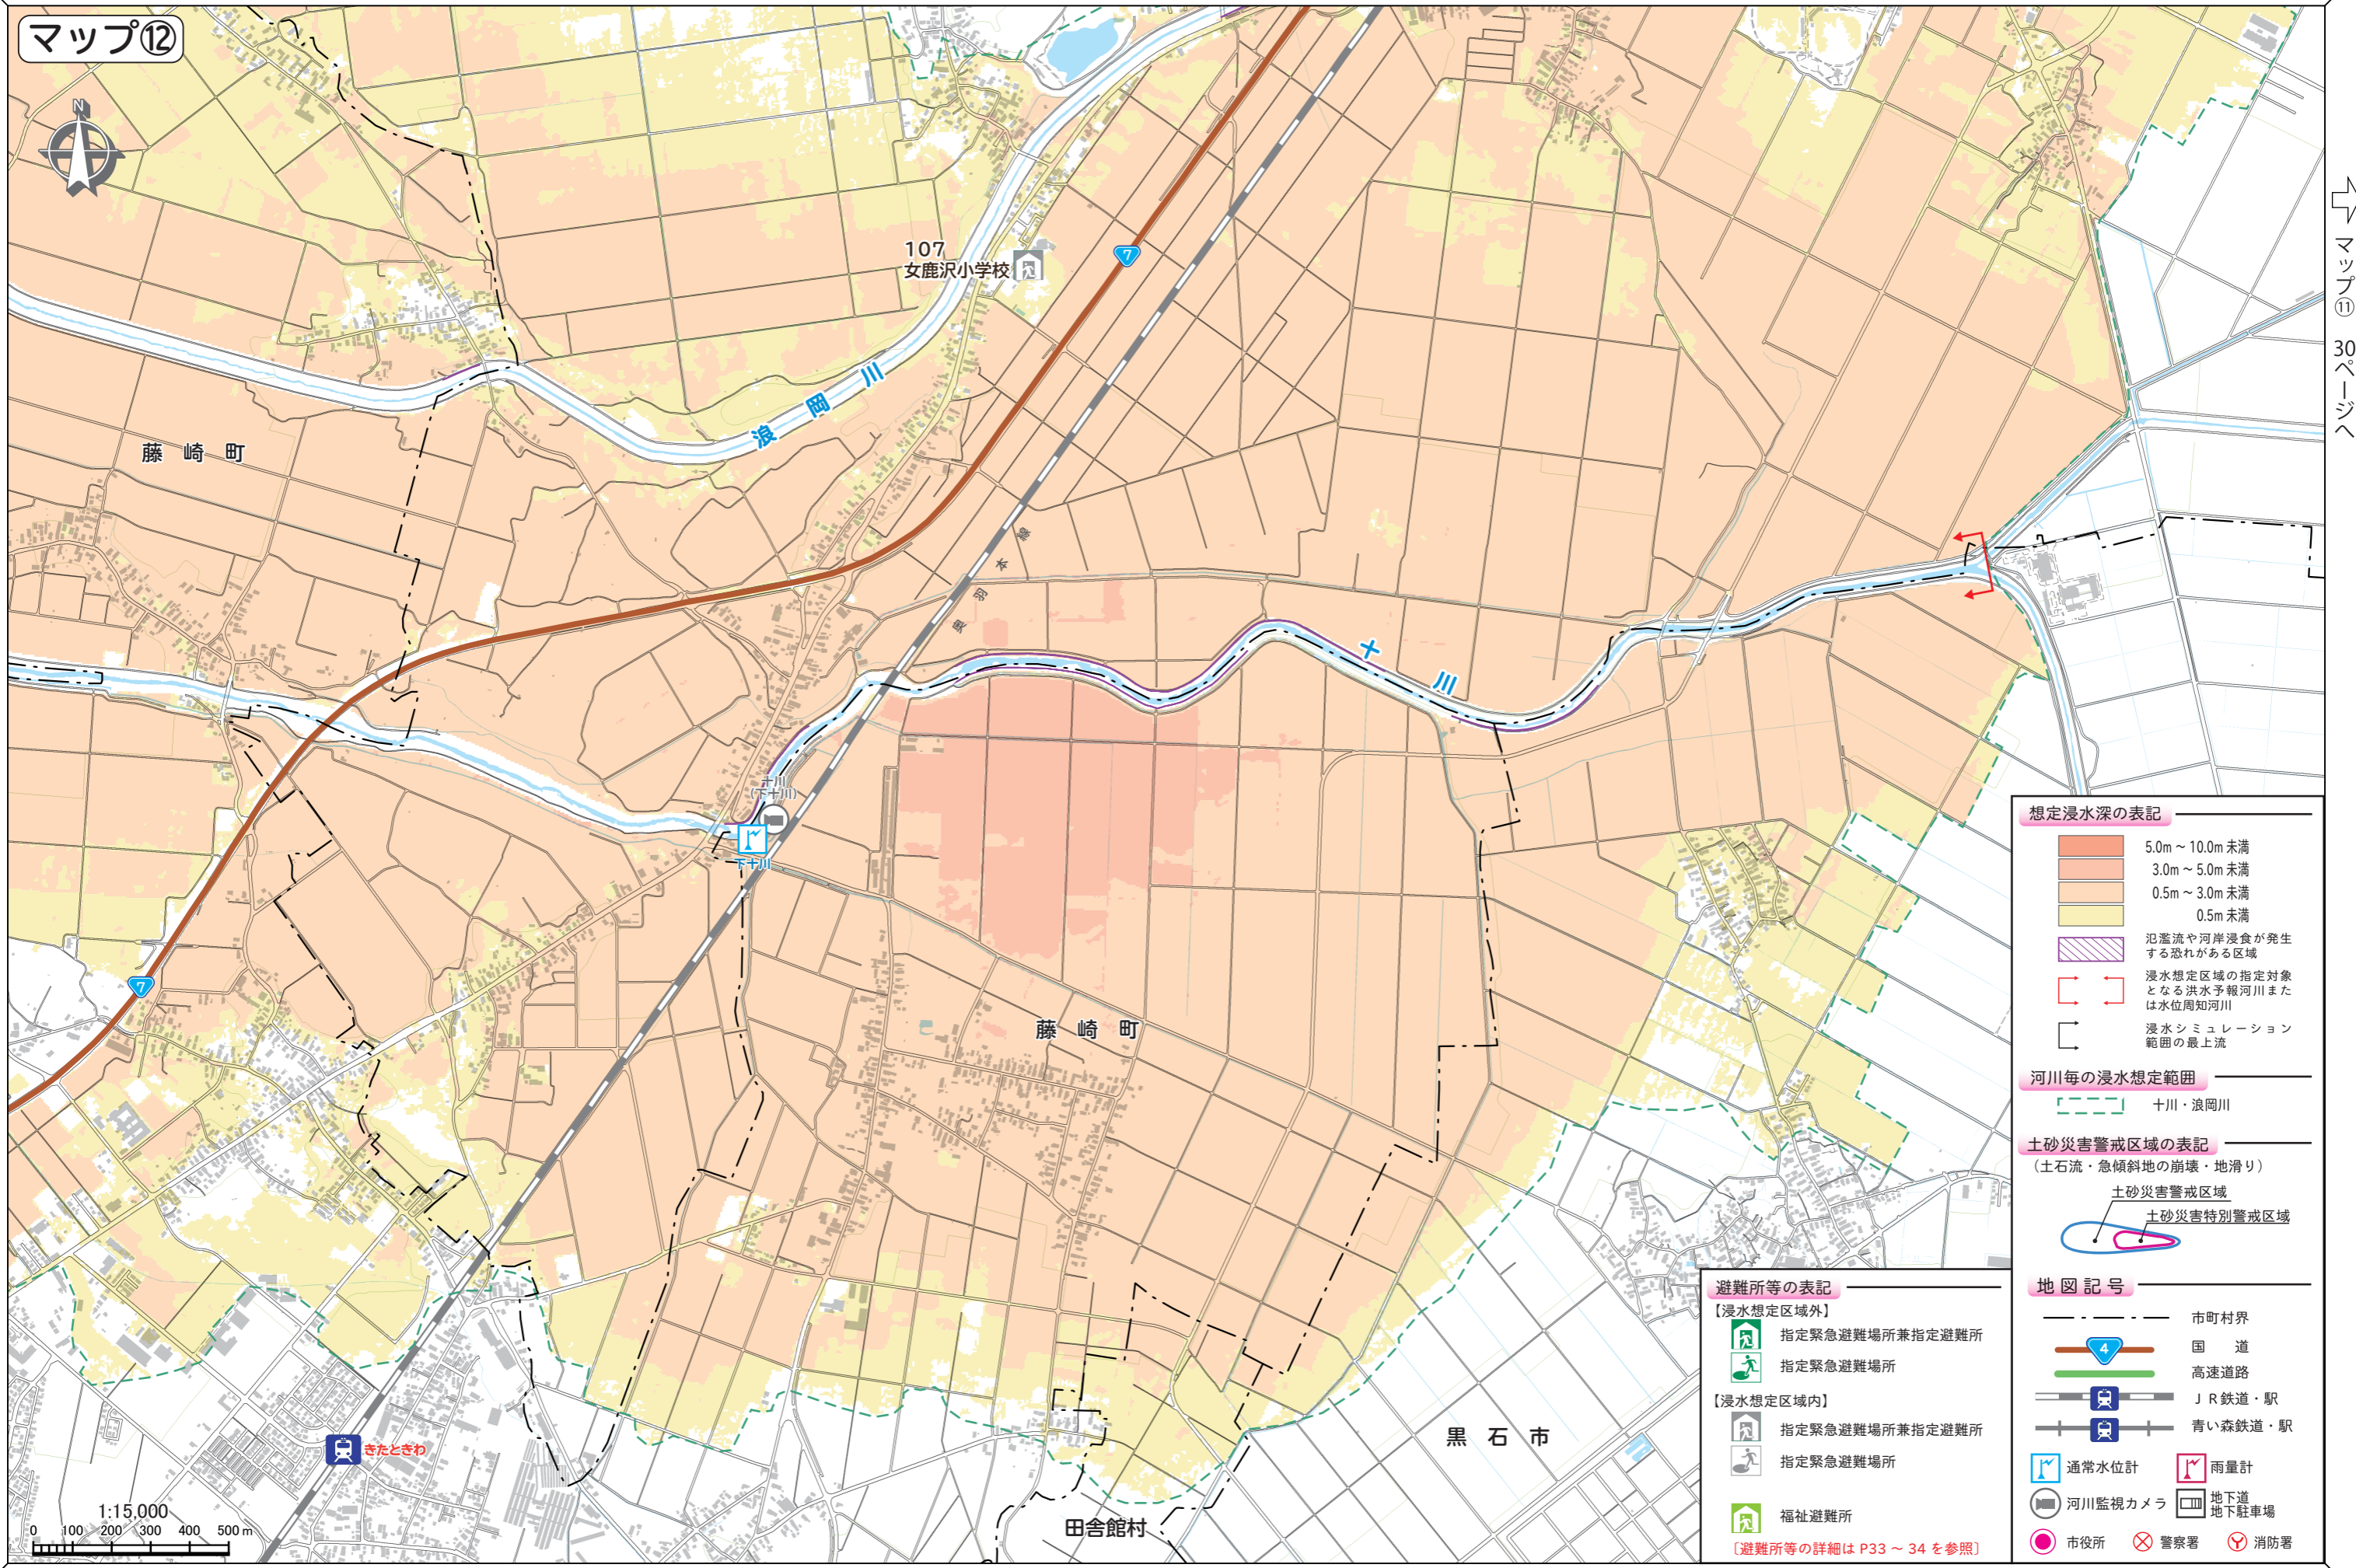 マップ⑫
N
107
女鹿沢小学校
7
浪岡川
藤崎町
奥羽本線
十川
十川
(下十川)
下十川
7
藤崎町
黒石市
田舎館村
きたときわ
1:15,000
0 100 200 300 400 500 m
マップ⑪ 30ページへ
想定浸水深の表記
5.0m ~ 10.0m 未満
3.0m ~ 5.0m 未満
0.5m ~ 3.0m 未満
0.5m 未満
氾濫流や河岸浸食が発生
する恐れがある区域
浸水想定区域の指定対象
となる洪水予報河川また
は水位周知河川
浸水シミュレーション
範囲の最上流
河川毎の浸水想定範囲
十川・浪岡川
土砂災害警戒区域の表記
(土石流・急傾斜地の崩壊・地滑り)
土砂災害警戒区域
土砂災害特別警戒区域
地図記号
市町村界
4
国 道
高速道路
JR鉄道・駅
青い森鉄道・駅
通常水位計
雨量計
河川監視カメラ
地下道
地下駐車場
市役所
警察署
消防署
避難所等の表記
【浸水想定区域外】
指定緊急避難場所兼指定避難所
指定緊急避難場所
【浸水想定区域内】
指定緊急避難場所兼指定避難所
指定緊急避難場所
福祉避難所
〔避難所等の詳細は P33 ~ 34 を参照〕